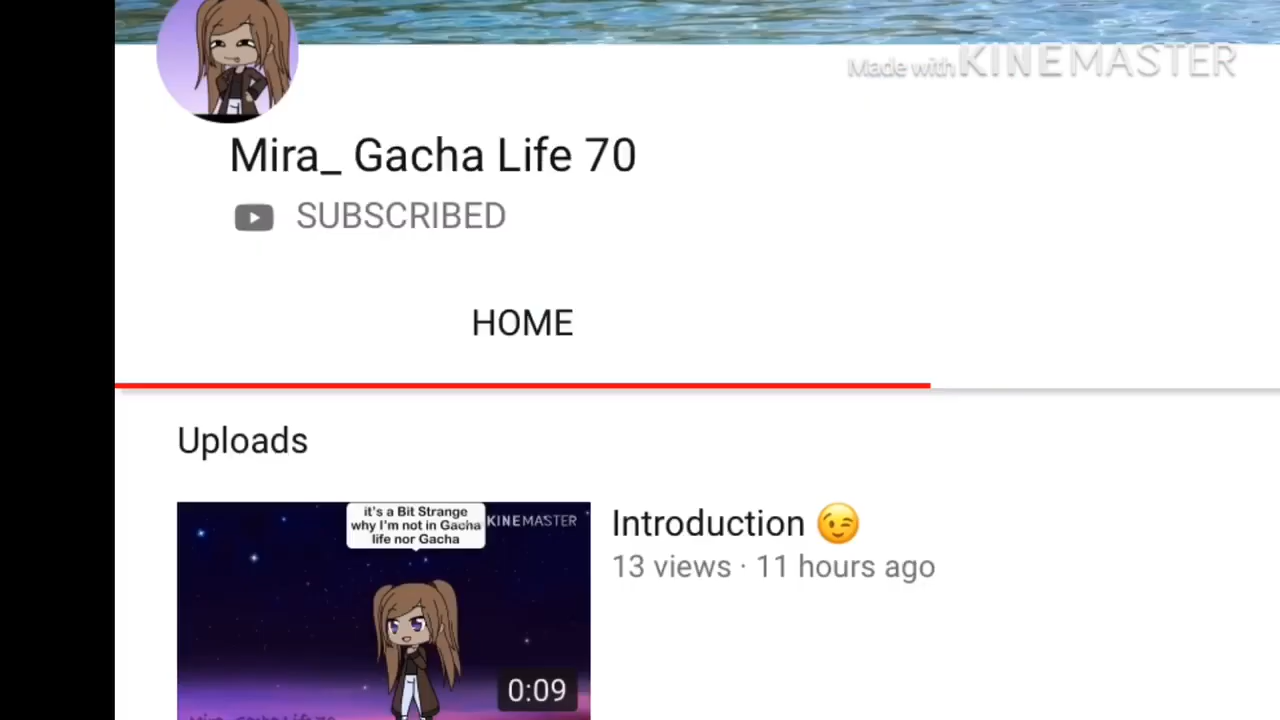 Made with KINEMASTER
Mira_ Gacha Life 70
SUBSCRIBED
HOME
Uploads
it's a Bit Strange
why I'm not in Gacha
life nor Gacha
KINEMASTER
Introduction 😉
13 views · 11 hours ago
0:09